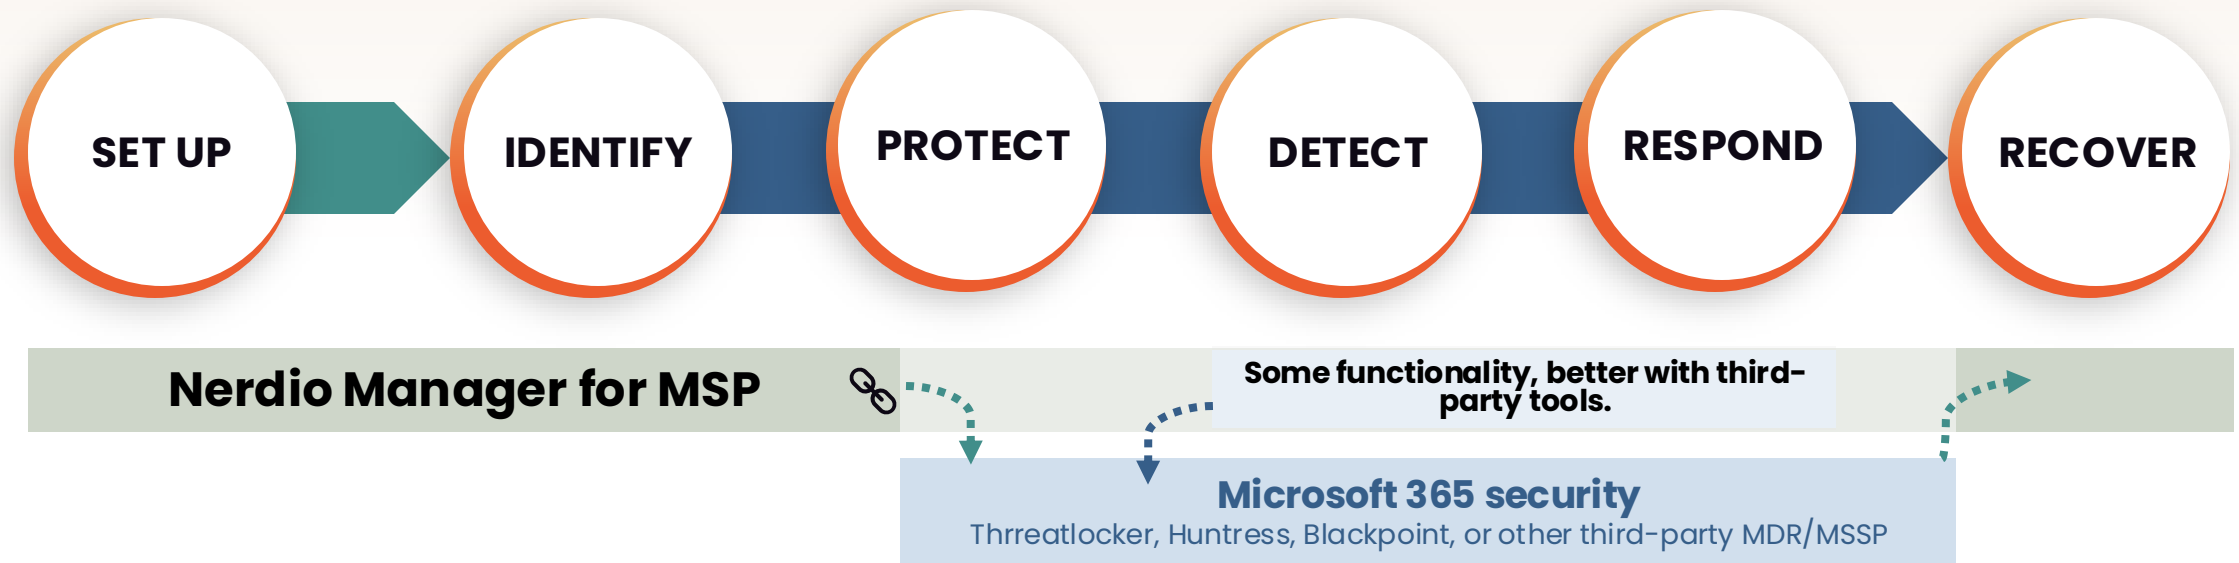 SET UP
IDENTIFY
PROTECT
DETECT
RESPOND
RECOVER
Nerdio Manager for MSP
Some functionality, better with third-
party tools.
Microsoft 365 security
Thrreatlocker, Huntress, Blackpoint, or other third-party MDR/MSSP